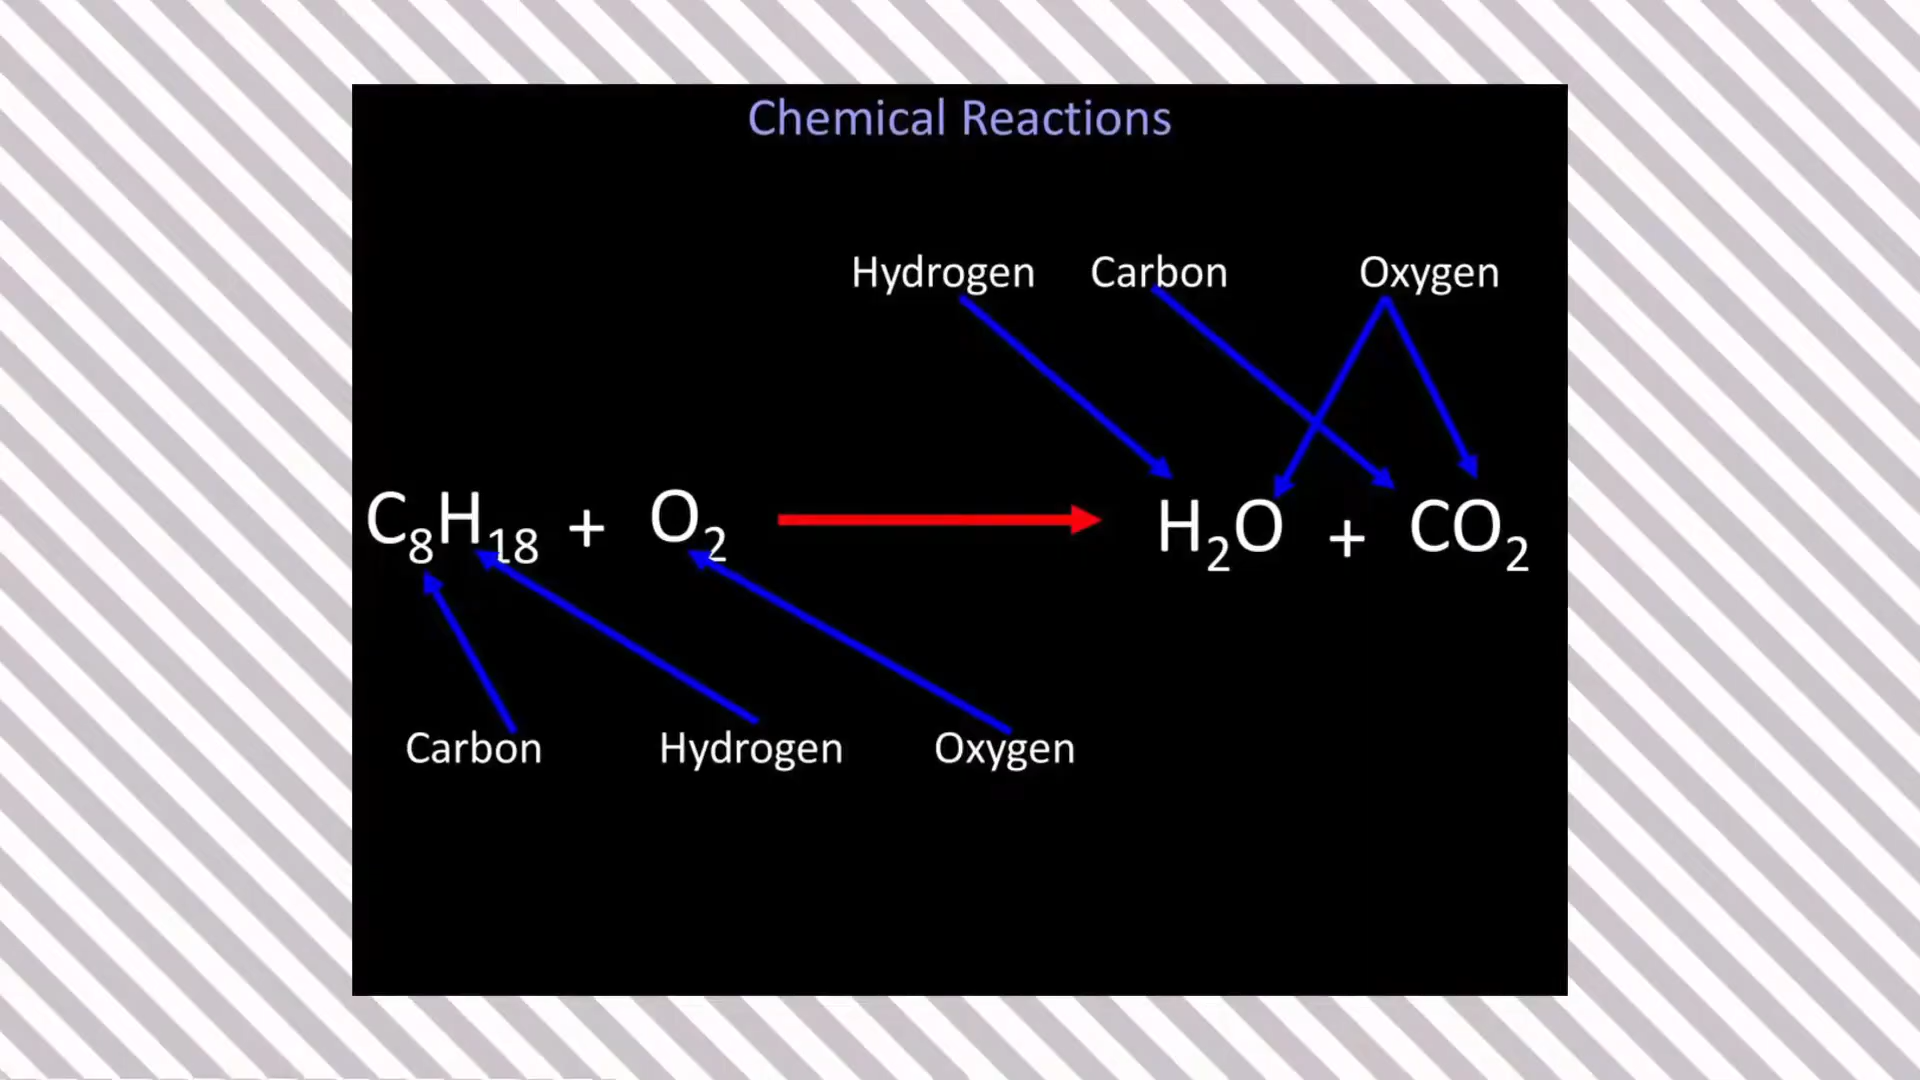 Chemical Reactions
Hydrogen Carbon Oxygen
C₈H₁₈ + O₂ H₂O + CO₂
Carbon Hydrogen Oxygen